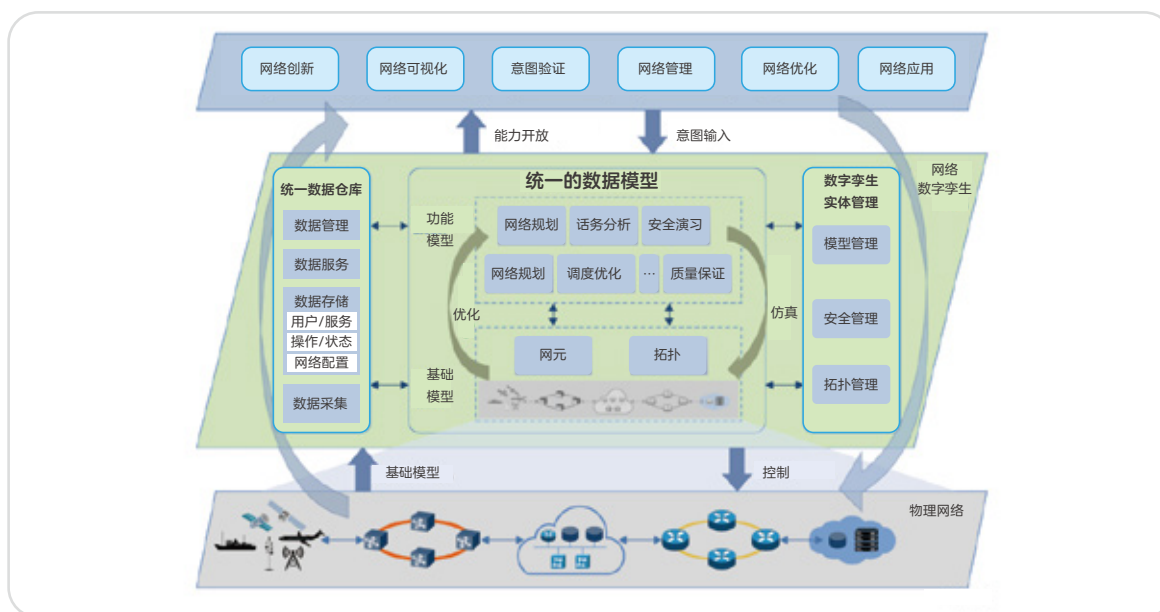 网络创新
网络可视化
意图验证
网络管理
网络优化
网络应用
能力开放
意图输入
网络
数字孪生
统一数据仓库
数据管理
数据服务
数据存储
用户/服务
操作/状态
网络配置
数据采集
统一的数据模型
功能
模型
网络规划
话务分析
安全演习
网络规划
调度优化
...
质量保证
优化
仿真
网元
拓扑
基础
模型
数字孪生
实体管理
模型管理
安全管理
拓扑管理
基础模型
控制
物理网络